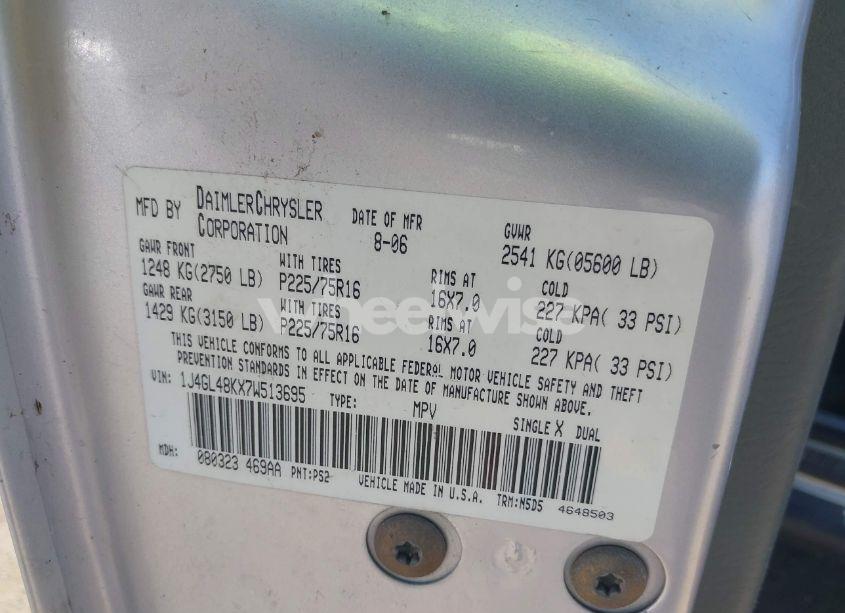 MFD BY DAIMLERCHRYSLER CORPORATION DATE OF MFR 8-06 GVWR 2541 KG(05600 LB)
GAWR FRONT WITH TIRES RIMS AT COLD
1248 KG(2750 LB) P225/75R16 16X7.0 227 KPA( 33 PSI)
GAWR REAR WITH TIRES RIMS AT COLD
1429 KG(3150 LB) P225/75R16 16X7.0 227 KPA( 33 PSI)
THIS VEHICLE CONFORMS TO ALL APPLICABLE FEDERAL MOTOR VEHICLE SAFETY AND THEFT
PREVENTION STANDARDS IN EFFECT ON THE DATE OF MANUFACTURE SHOWN ABOVE.
VIN: 1J4GL48KX7W513695 TYPE: MPV SINGLE X DUAL
MDH: 080323 469AA PNT:PS2 VEHICLE MADE IN U.S.A. TRM:N5D5 4648503
wheelwise